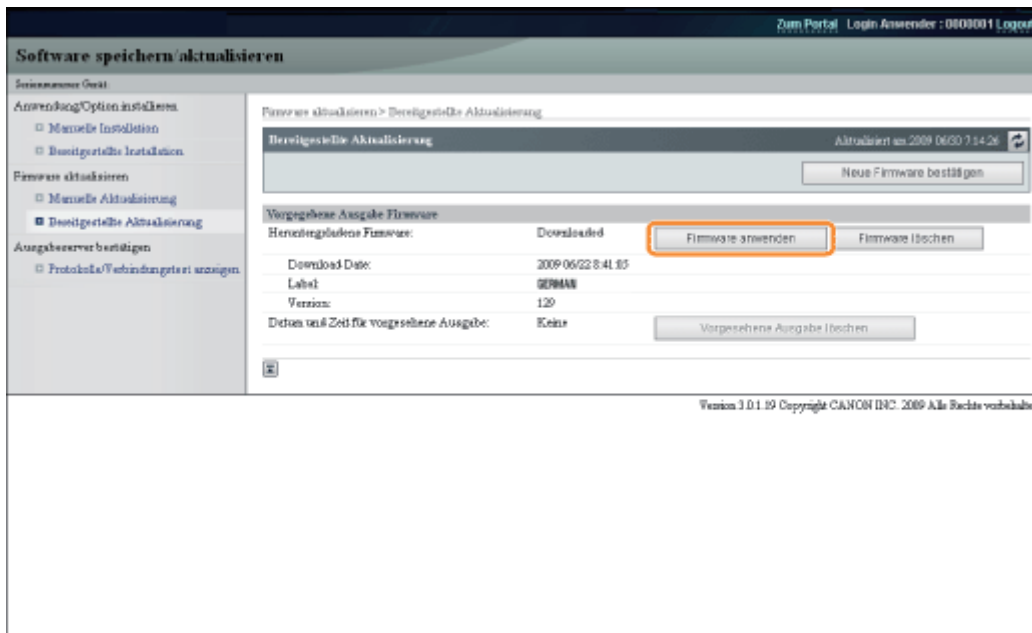 Zum Portal Login Anwender : 0000001 Logou
Software speichern/aktualisieren
Seriennummer Gerät:
Anwendung/Option installieren
Manuelle Installation
Bereitgestellte Installation
Firmware aktualisieren
Manuelle Aktualisierung
Bereitgestellte Aktualisierung
Ausgabeserver bestätigen
Protokolle/Verbindungstest anzeigen
Firmware aktualisieren > Bereitgestellte Aktualisierung
Bereitgestellte Aktualisierung Aktualisiert am:2009 06/30 7:14:26
Neue Firmware bestätigen
Vorgegebene Ausgabe Firmware
Heruntergeladene Firmware: Downloaded Firmware anwenden Firmware löschen
Download Date: 2009 06/22 8:41:05
Label: GERMAN
Version: 129
Datum und Zeit für vorgesehene Ausgabe: Keine Vorgesehene Ausgabe löschen
Version 3.0.1.19 Copyright CANON INC. 2009 Alle Rechte vorbehalte